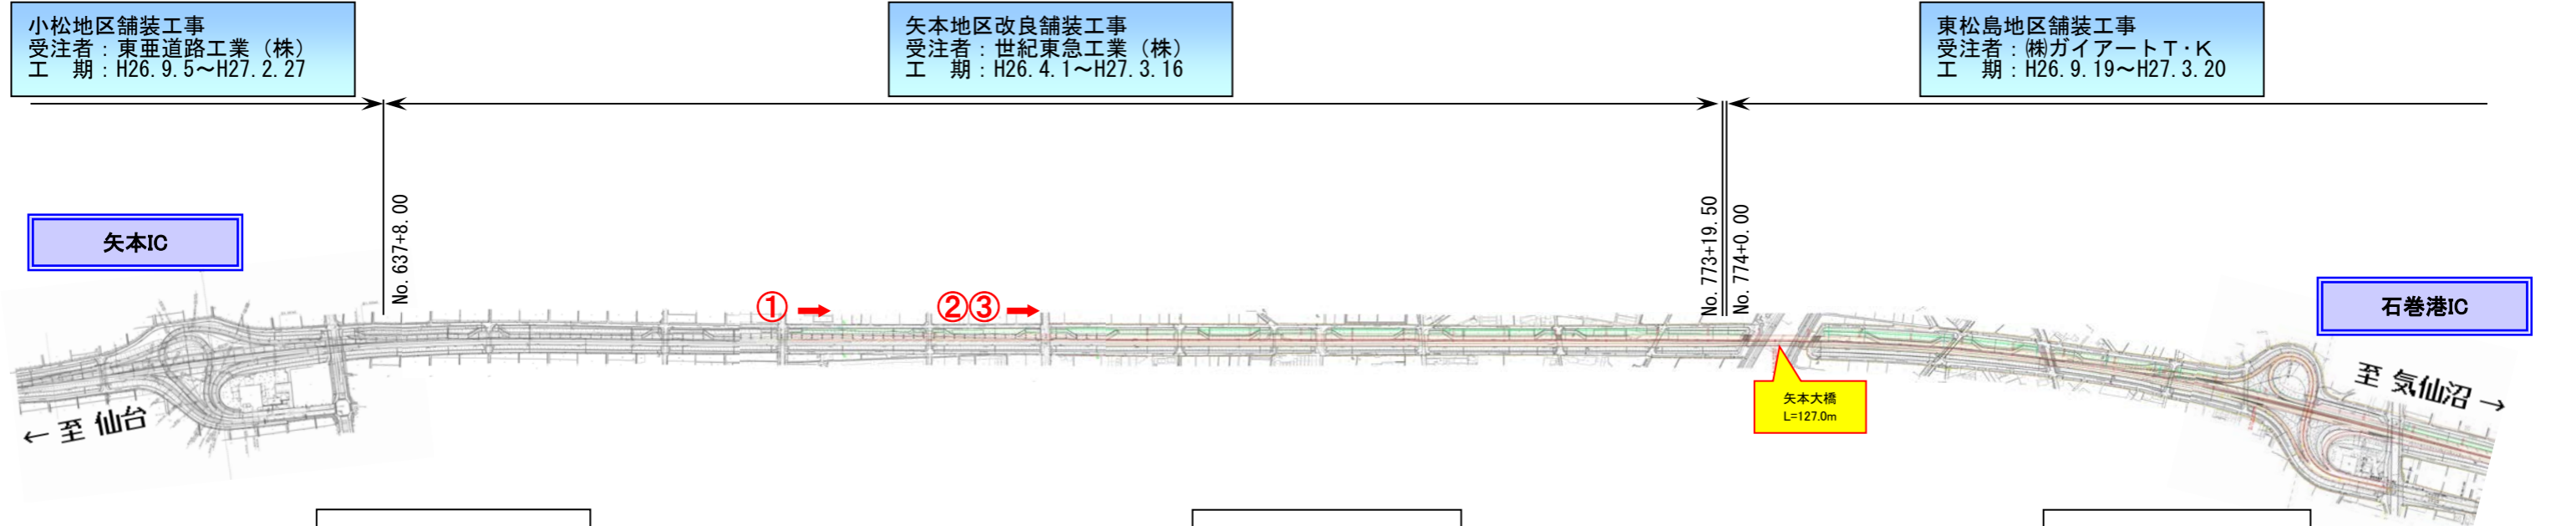 小松地区舗装工事
受注者：東亜道路工業（株）
工　期：H26.9.5～H27.2.27
矢本地区改良舗装工事
受注者：世紀東急工業（株）
工　期：H26.4.1～H27.3.16
東松島地区舗装工事
受注者：㈱ガイアートT・K
工　期：H26.9.19～H27.3.20
矢本IC
No.637+8.00
No.773+19.50
No.774+0.00
石巻港IC
① ➡
②③ ➡
矢本大橋
L=127.0m
← 至 仙台
至 気仙沼 →